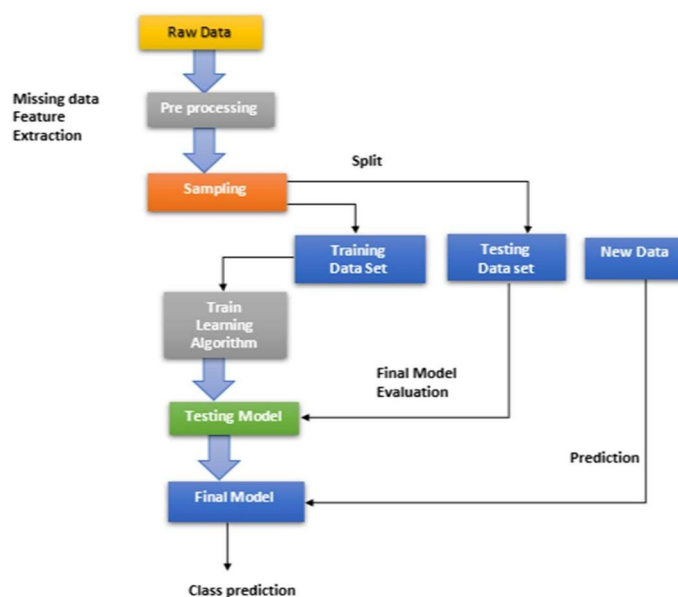 Raw Data
Missing data
Feature
Extraction
Pre processing
Split
Sampling
Training
Data Set
Testing
Data set
New Data
Train
Learning
Algorithm
Final Model
Evaluation
Testing Model
Prediction
Final Model
Class prediction